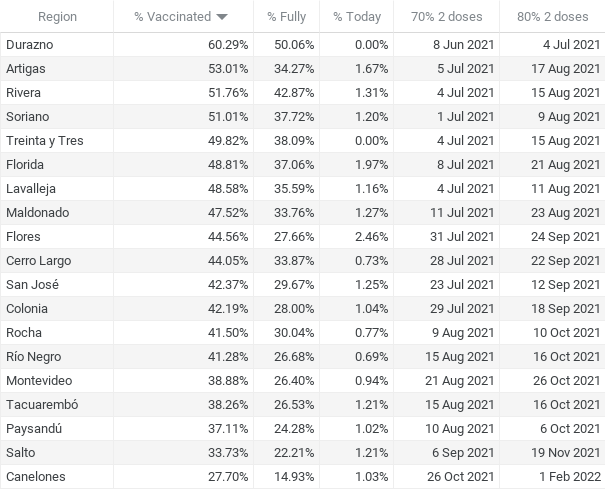 Region % Vaccinated % Fully % Today 70% 2 doses 80% 2 doses
Durazno 60.29% 50.06% 0.00% 8 Jun 2021 4 Jul 2021
Artigas 53.01% 34.27% 1.67% 5 Jul 2021 17 Aug 2021
Rivera 51.76% 42.87% 1.31% 4 Jul 2021 15 Aug 2021
Soriano 51.01% 37.72% 1.20% 1 Jul 2021 9 Aug 2021
Treinta y Tres 49.82% 38.09% 0.00% 4 Jul 2021 15 Aug 2021
Florida 48.81% 37.06% 1.97% 8 Jul 2021 21 Aug 2021
Lavalleja 48.58% 35.59% 1.16% 4 Jul 2021 11 Aug 2021
Maldonado 47.52% 33.76% 1.27% 11 Jul 2021 23 Aug 2021
Flores 44.56% 27.66% 2.46% 31 Jul 2021 24 Sep 2021
Cerro Largo 44.05% 33.87% 0.73% 28 Jul 2021 22 Sep 2021
San José 42.37% 29.67% 1.25% 23 Jul 2021 12 Sep 2021
Colonia 42.19% 28.00% 1.04% 29 Jul 2021 18 Sep 2021
Rocha 41.50% 30.04% 0.77% 9 Aug 2021 10 Oct 2021
Río Negro 41.28% 26.68% 0.69% 15 Aug 2021 16 Oct 2021
Montevideo 38.88% 26.40% 0.94% 21 Aug 2021 26 Oct 2021
Tacuarembó 38.26% 26.53% 1.21% 15 Aug 2021 16 Oct 2021
Paysandú 37.11% 24.28% 1.02% 10 Aug 2021 6 Oct 2021
Salto 33.73% 22.21% 1.21% 6 Sep 2021 19 Nov 2021
Canelones 27.70% 14.93% 1.03% 26 Oct 2021 1 Feb 2022